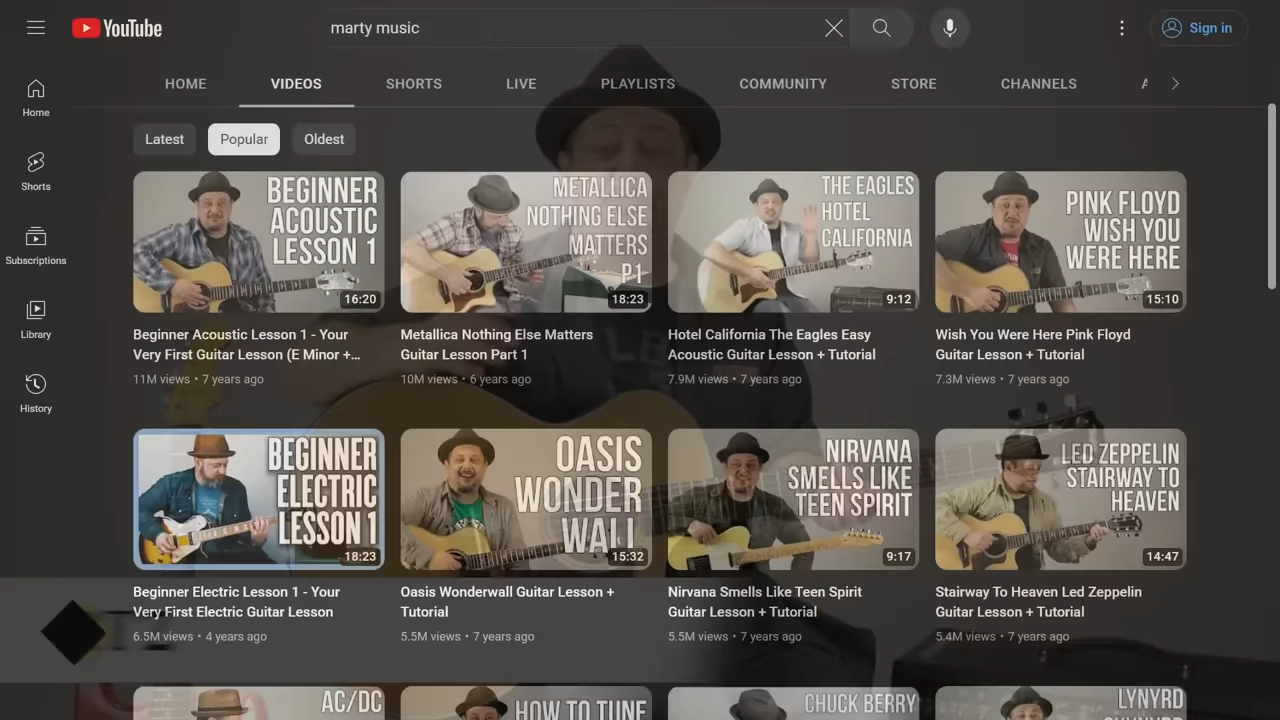 YouTube
marty music
Sign in
HOME
VIDEOS
SHORTS
LIVE
PLAYLISTS
COMMUNITY
STORE
CHANNELS
Home
Shorts
Subscriptions
Library
History
Latest
Popular
Oldest
BEGINNER
ACOUSTIC
LESSON 1
16:20
METALLICA
NOTHING ELSE
MATTERS
P1
18:23
THE EAGLES
HOTEL
CALIFORNIA
9:12
PINK FLOYD
WISH YOU
WERE HERE
15:10
Beginner Acoustic Lesson 1 - Your
Very First Guitar Lesson (E Minor +...
11M views • 7 years ago
Metallica Nothing Else Matters
Guitar Lesson Part 1
10M views • 6 years ago
Hotel California The Eagles Easy
Acoustic Guitar Lesson + Tutorial
7.9M views • 7 years ago
Wish You Were Here Pink Floyd
Guitar Lesson + Tutorial
7.3M views • 7 years ago
BEGINNER
ELECTRIC
LESSON 1
18:23
OASIS
WONDER
WALL
15:32
NIRVANA
SMELLS LIKE
TEEN SPIRIT
9:17
LED ZEPPELIN
STAIRWAY TO
HEAVEN
14:47
Beginner Electric Lesson 1 - Your
Very First Electric Guitar Lesson
6.5M views • 4 years ago
Oasis Wonderwall Guitar Lesson +
Tutorial
5.5M views • 7 years ago
Nirvana Smells Like Teen Spirit
Guitar Lesson + Tutorial
5.5M views • 7 years ago
Stairway To Heaven Led Zeppelin
Guitar Lesson + Tutorial
5.4M views • 7 years ago
AC/DC
HOW TO TUNE
CHUCK BERRY
LYNYRD